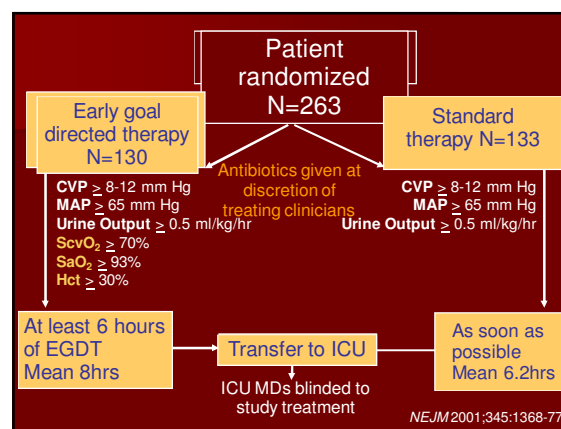 Patient
randomized
N=263
Early goal
directed therapy
N=130
Standard
therapy N=133
Antibiotics given at
discretion of
treating clinicians
CVP ≥ 8-12 mm Hg
MAP ≥ 65 mm Hg
Urine Output ≥ 0.5 ml/kg/hr
ScvO₂ ≥ 70%
SaO₂ ≥ 93%
Hct ≥ 30%
CVP ≥ 8-12 mm Hg
MAP ≥ 65 mm Hg
Urine Output ≥ 0.5 ml/kg/hr
At least 6 hours
of EGDT
Mean 8hrs
Transfer to ICU
As soon as
possible
Mean 6.2hrs
ICU MDs blinded to
study treatment
NEJM 2001;345:1368-77